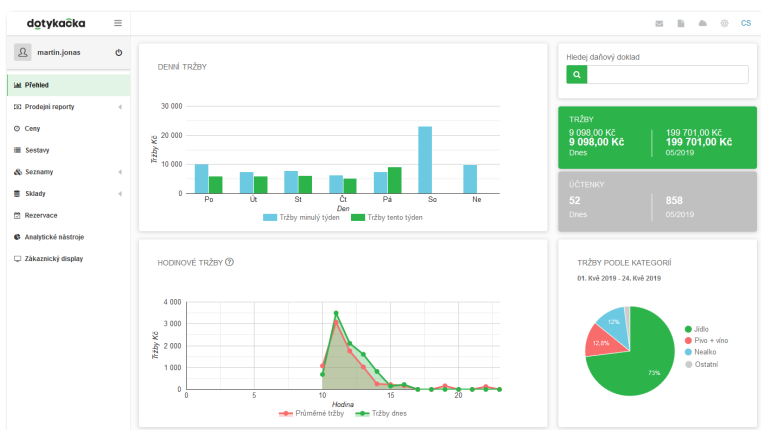 dotykačka
CS
martin.jonas
Přehled
Prodejní reporty
Ceny
Sestavy
Seznamy
Sklady
Rezervace
Analytické nástroje
Zákaznický display
DENNÍ TRŽBY
30 000
20 000
10 000
0
Tržby Kč
Po Út St Čt Pá So Ne
Den
Tržby minulý týden Tržby tento týden
HODINOVÉ TRŽBY
4 000
3 000
2 000
1 000
0
Tržby Kč
0 5 10 15 20
Hodina
Průměrné tržby Tržby dnes
Hledej daňový doklad
TRŽBY
9 098,00 Kč 199 701,00 Kč
9 098,00 Kč 199 701,00 Kč
Dnes 05/2019
ÚČTENKY
52 858
Dnes 05/2019
TRŽBY PODLE KATEGORIÍ
01. Kvě 2019 - 24. Kvě 2019
12%
12,8%
73%
Jídlo
Pivo + víno
Nealko
Ostatní